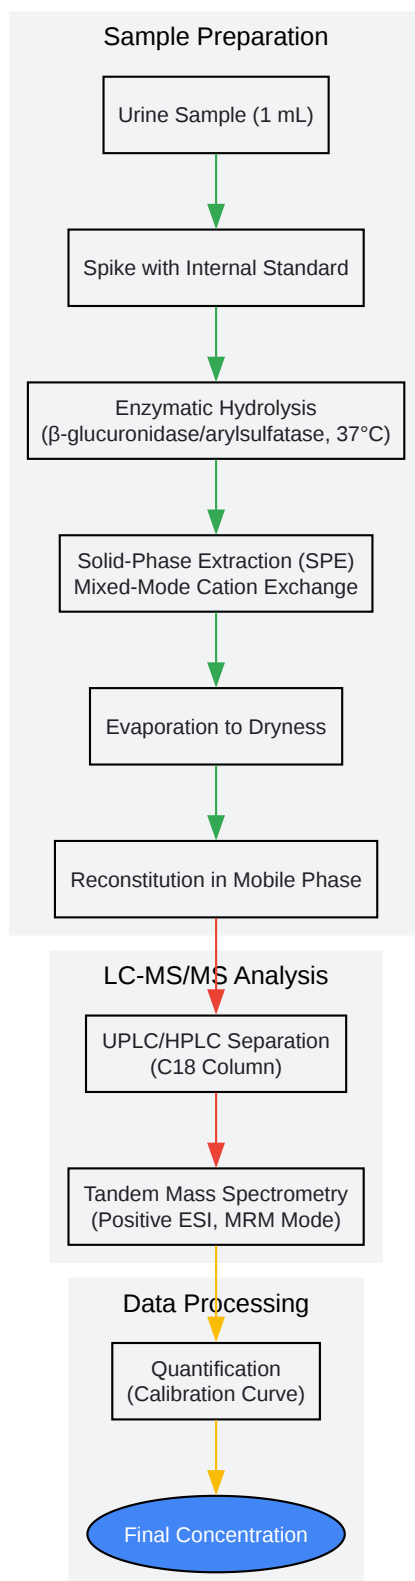 Sample Preparation
Urine Sample (1 mL)
Spike with Internal Standard
Enzymatic Hydrolysis
(β-glucuronidase/arylsulfatase, 37°C)
Solid-Phase Extraction (SPE)
Mixed-Mode Cation Exchange
Evaporation to Dryness
Reconstitution in Mobile Phase
LC-MS/MS Analysis
UPLC/HPLC Separation
(C18 Column)
Tandem Mass Spectrometry
(Positive ESI, MRM Mode)
Data Processing
Quantification
(Calibration Curve)
Final Concentration